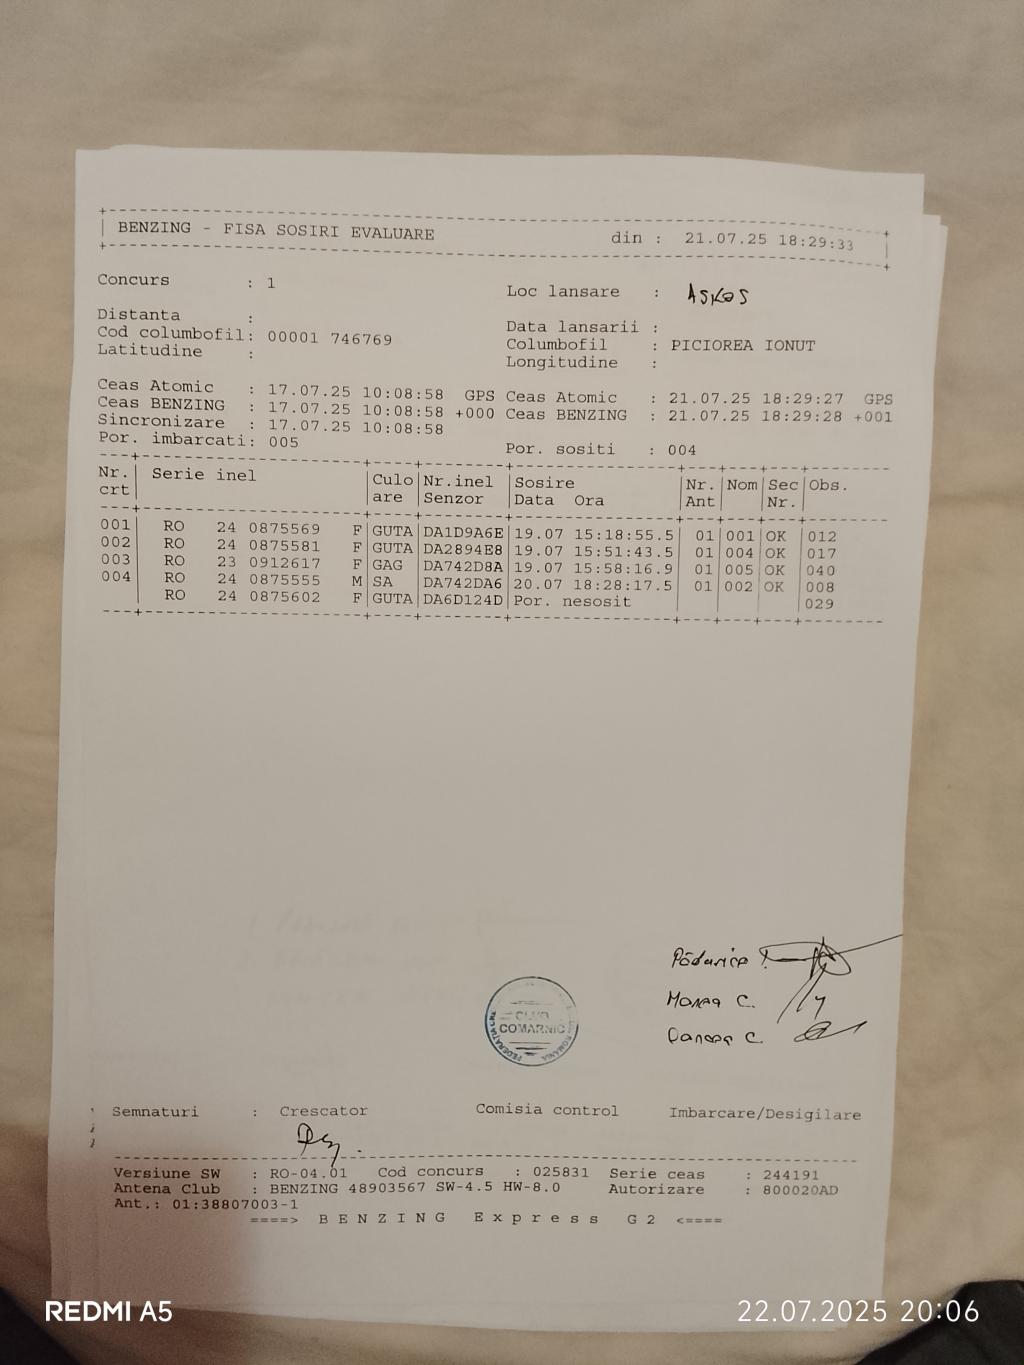 BENZING - FISA SOSIRI EVALUARE din : 21.07.25 18:29:33
Concurs : 1 Loc lansare : ASKOS
Distanta : Data lansarii :
Cod columbofil: 00001 746769 Columbofil : PICIOREA IONUT
Latitudine : Longitudine :
Ceas Atomic : 17.07.25 10:08:58 GPS Ceas Atomic : 21.07.25 18:29:27 GPS
Ceas BENZING : 17.07.25 10:08:58 +000 Ceas BENZING : 21.07.25 18:29:28 +001
Sincronizare : 17.07.25 10:08:58
Por. imbarcati: 005 Por. sositi : 004
Nr. Serie inel Culo Nr.inel Sosire Nr. Nom Sec Obs.
crt are Senzor Data Ora Ant Nr.
001 RO 24 0875569 F GUTA DA1D9A6E 19.07 15:18:55.5 01 001 OK 012
002 RO 24 0875581 F GUTA DA2894E8 19.07 15:51:43.5 01 004 OK 017
003 RO 23 0912617 F GAG DA742D8A 19.07 15:58:16.9 01 005 OK 040
004 RO 24 0875555 M SA DA742DA6 20.07 18:28:17.5 01 002 OK 008
RO 24 0875602 F GUTA DA6D124D Por. nesosit 029
Manea C.
CLUB
COMARNIC
ROMANIA
Semnaturi : Crescator Comisia control Imbarcare/Desigilare
Versiune SW : RO-04.01 Cod concurs : 025831 Serie ceas : 244191
Antena Club : BENZING 48903567 SW-4.5 HW-8.0 Autorizare : 800020AD
Ant.: 01:38807003-1
====> BENZING Express G2 <====
REDMI A5 22.07.2025 20:06